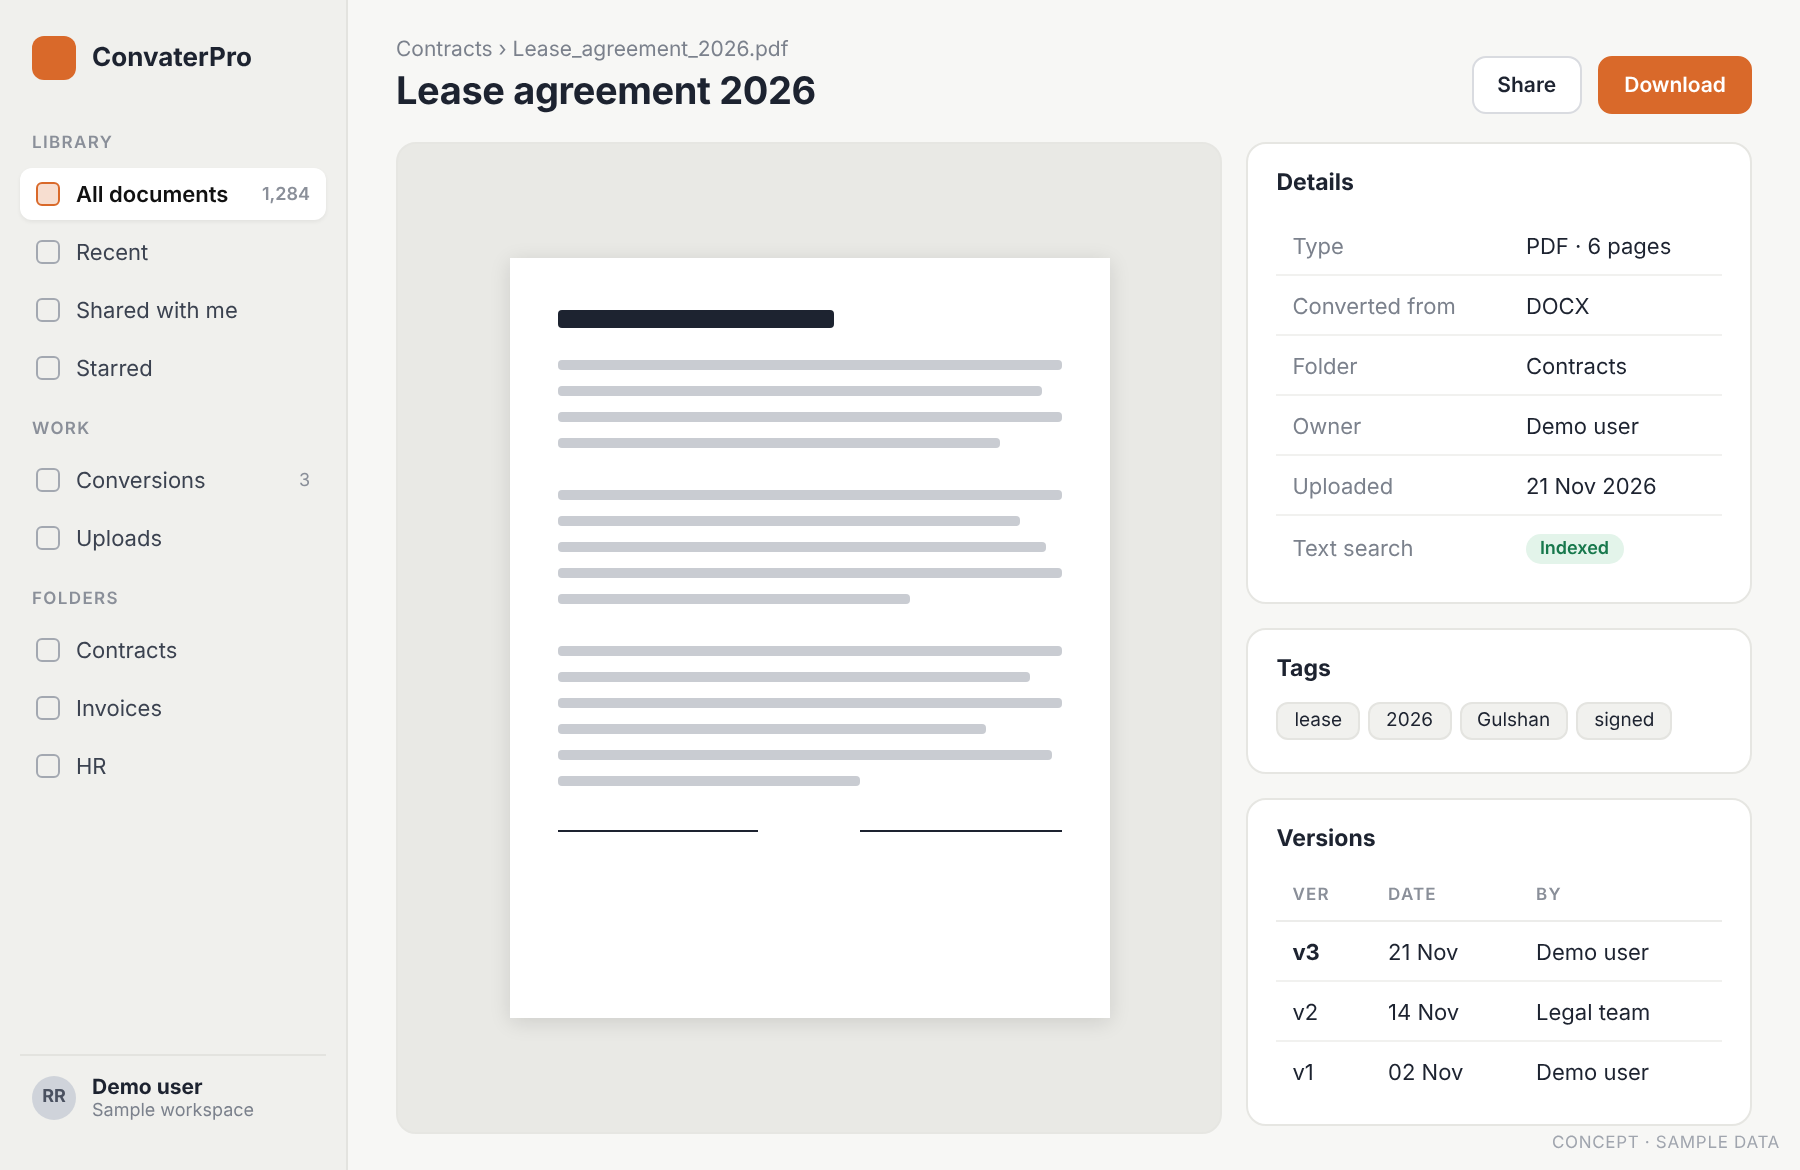 ConvaterPro
LIBRARY
All documents 1,284
Recent
Shared with me
Starred
WORK
Conversions 3
Uploads
FOLDERS
Contracts
Invoices
HR
RR
Demo user
Sample workspace
Contracts › Lease_agreement_2026.pdf
Lease agreement 2026
Share
Download
Details
Type PDF · 6 pages
Converted from DOCX
Folder Contracts
Owner Demo user
Uploaded 21 Nov 2026
Text search Indexed
Tags
lease 2026 Gulshan signed
Versions
VER DATE BY
v3 21 Nov Demo user
v2 14 Nov Legal team
v1 02 Nov Demo user
CONCEPT · SAMPLE DATA